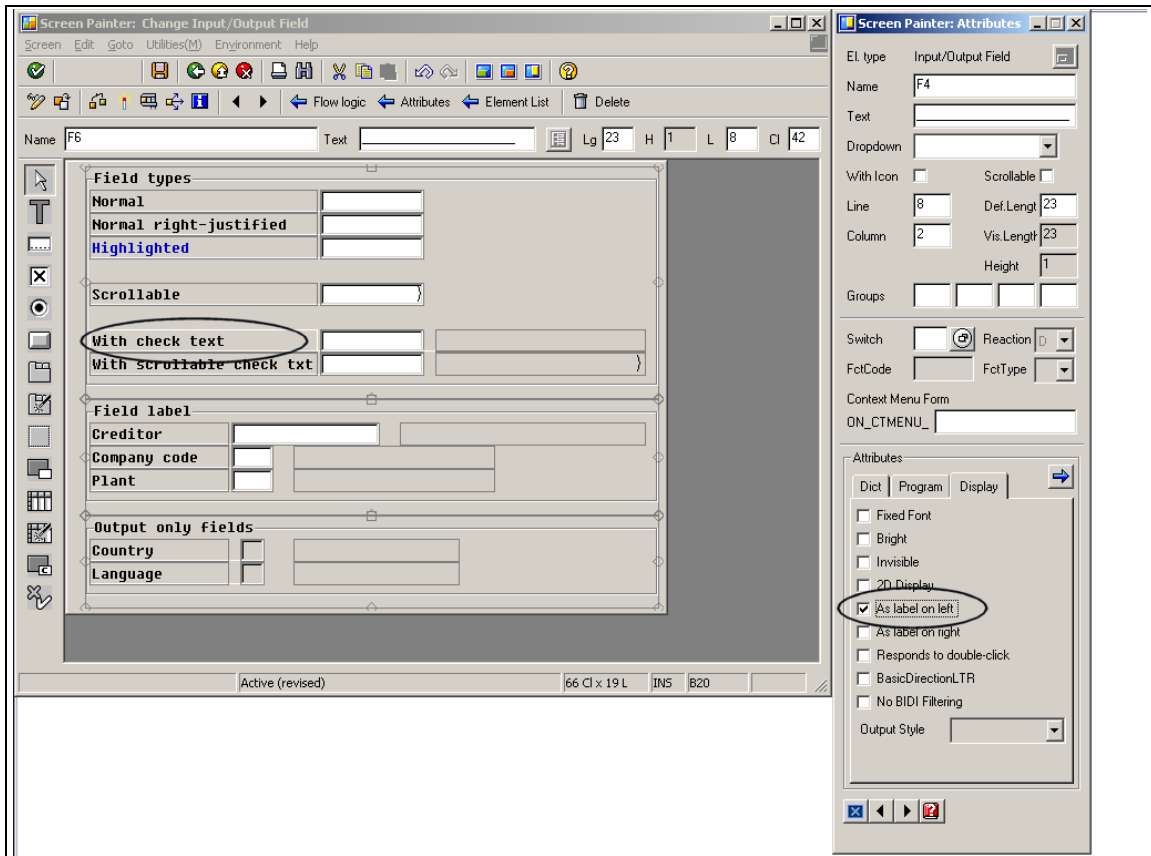 Screen Painter: Change Input/Output Field
Screen Edit Goto Utilities(M) Environment Help
Flow logic Attributes Element List Delete
Name F6 Text Lg 23 H 1 L 8 Cl 42
Field types
Normal
Normal right-justified
Highlighted
Scrollable
With check text
With scrollable check txt
Field label
Creditor
Company code
Plant
Output only fields
Country
Language
Active (revised) 66 Cl x 19 L INS B20
Screen Painter: Attributes
El. type Input/Output Field
Name F4
Text
Dropdown
With Icon Scrollable
Line 8 Def.Lengt 23
Column 2 Vis.Lengt 23
Height 1
Groups
Switch Reaction D
FctCode FctType
Context Menu Form
ON_CTMENU_
Attributes
Dict Program Display
Fixed Font
Bright
Invisible
2D Display
As label on left
As label on right
Responds to double-click
BasicDirectionLTR
No BIDI Filtering
Output Style